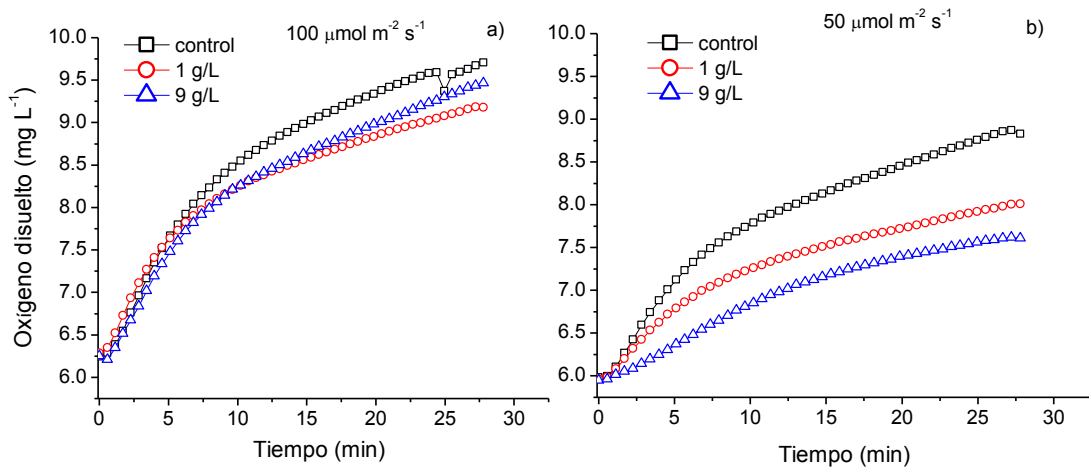 100 μmol m⁻² s⁻¹ a)
control
1 g/L
9 g/L
Oxígeno disuelto (mg L⁻¹)
10.0
9.5
9.0
8.5
8.0
7.5
7.0
6.5
6.0
0 5 10 15 20 25 30
Tiempo (min)
50 μmol m⁻² s⁻¹ b)
control
1 g/L
9 g/L
10.0
9.5
9.0
8.5
8.0
7.5
7.0
6.5
6.0
0 5 10 15 20 25 30
Tiempo (min)